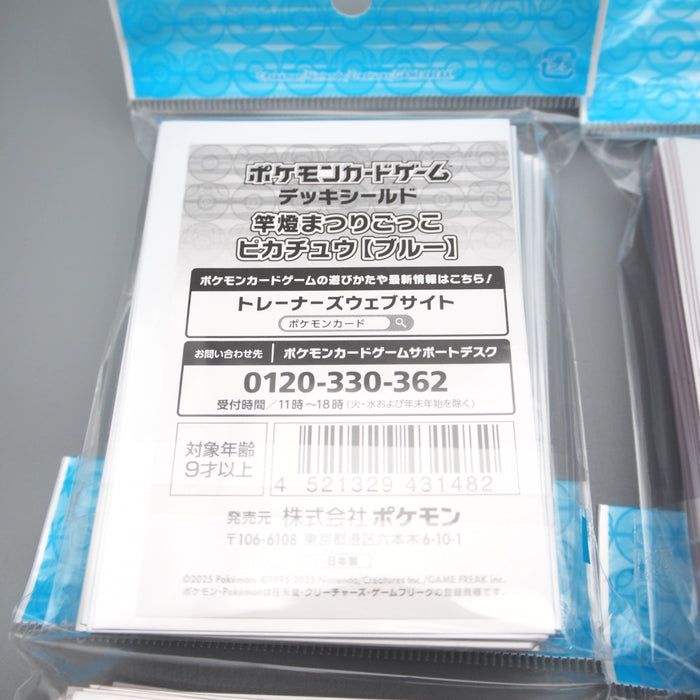 ©Pokémon/Nintendo/Creatures/GAME FREAK
プラ
ポケモンカードゲーム
デッキシールド
竿燈まつりごっこ
ピカチュウ【ブルー】
ポケモンカードゲームの遊びかたや最新情報はこちら!
トレーナーズウェブサイト
ポケモンカード
お問い合わせ先 ポケモンカードゲームサポートデスク
0120-330-362
受付時間/11時〜18時(火・水および年末年始を除く)
対象年齢
9才以上
4 521329 431482
発売元 株式会社 ポケモン
〒106-6108 東京都港区六本木6-10-1
日本製
©2025 Pokémon. ©1995-2025 Nintendo/Creatures Inc./GAME FREAK inc.
ポケモン・Pokémonは任天堂・クリーチャーズ・ゲームフリークの登録商標です。